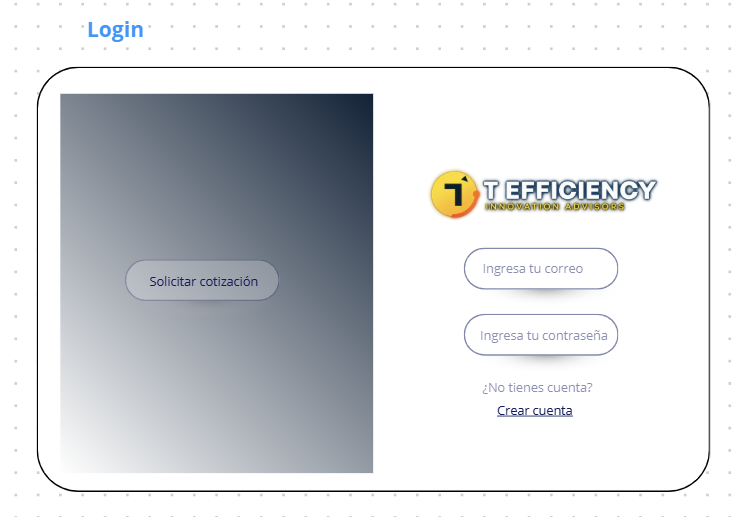 Login
Solicitar cotización
T EFFICIENCY
INNOVATION ADVISORS
Ingresa tu correo
Ingresa tu contraseña
¿No tienes cuenta?
Crear cuenta